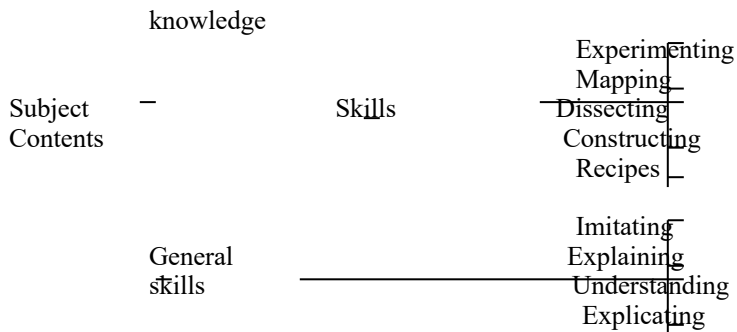 knowledge
Experimenting
Mapping
Subject Skills Dissecting
Contents Constructing
Recipes
Imitating
General Explaining
skills Understanding
Explicating